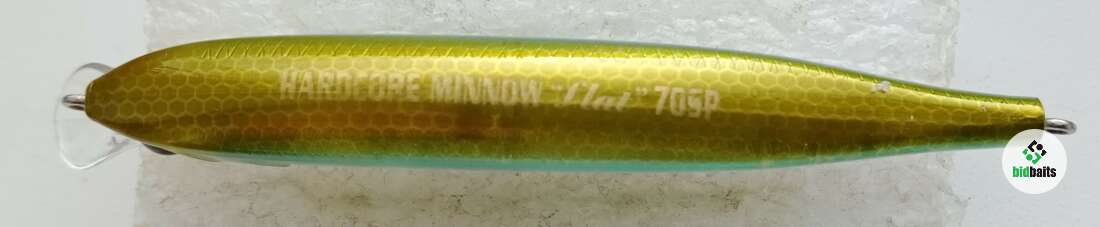 HARDCORE MINNOW "Flat" 70SP
bidbaits